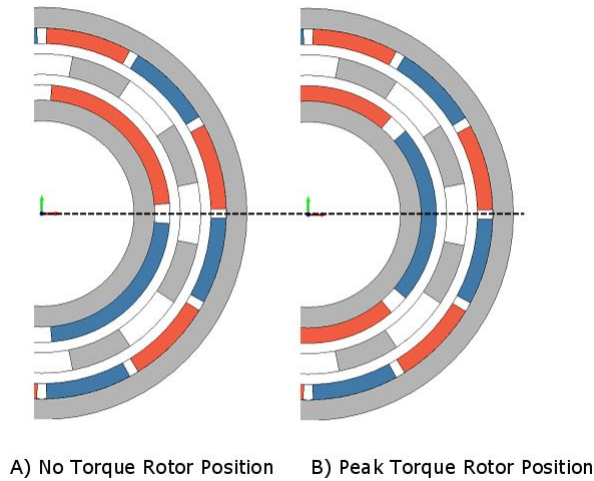 A) No Torque Rotor Position
B) Peak Torque Rotor Position